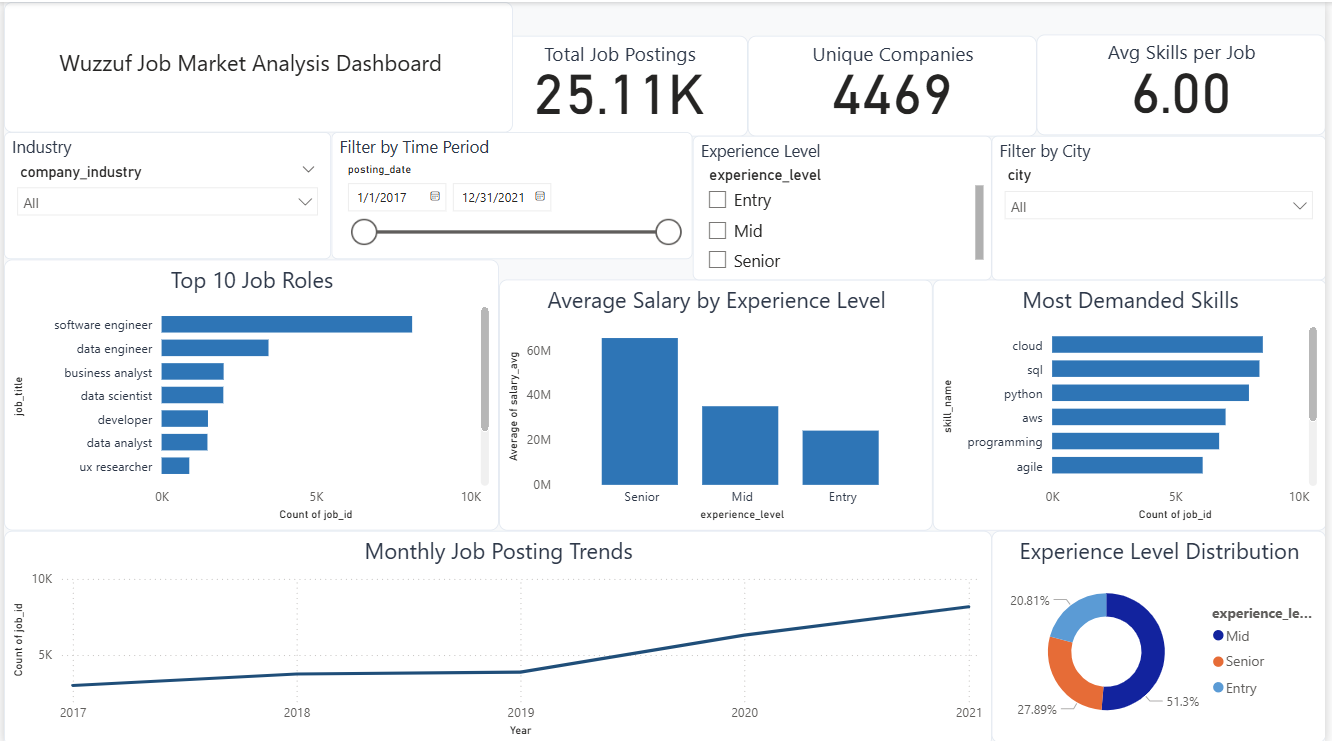 Wuzzuf Job Market Analysis Dashboard
Total Job Postings
25.11K
Unique Companies
4469
Avg Skills per Job
6.00
Industry
company_industry
All
Filter by Time Period
posting_date
1/1/2017
12/31/2021
Experience Level
experience_level
Entry
Mid
Senior
Filter by City
city
All
Top 10 Job Roles
job_title
software engineer
data engineer
business analyst
data scientist
developer
data analyst
ux researcher
0K
5K
10K
Count of job_id
Average Salary by Experience Level
Average of salary_avg
60M
40M
20M
0M
Senior
Mid
Entry
experience_level
Most Demanded Skills
skill_name
cloud
sql
python
aws
programming
agile
0K
5K
10K
Count of job_id
Monthly Job Posting Trends
Count of job_id
10K
5K
2017
2018
2019
2020
2021
Year
Experience Level Distribution
20.81%
27.89%
51.3%
experience_le...
Mid
Senior
Entry